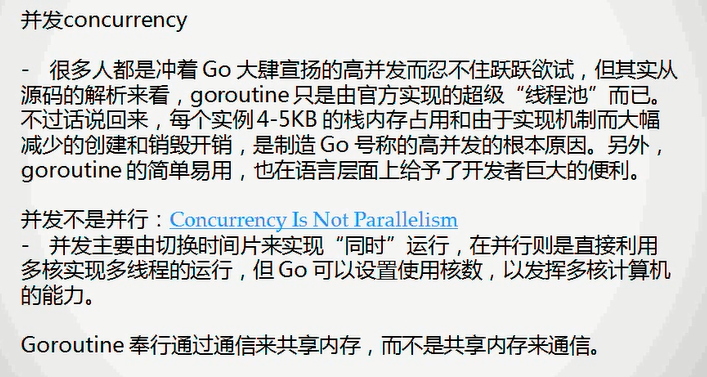 并发concurrency
- 很多人都是冲着 Go 大肆宣扬的高并发而忍不住跃跃欲试，但其实从
源码的解析来看，goroutine 只是由官方实现的超级“线程池”而已。
不过话说回来，每个实例 4-5KB 的栈内存占用和由于实现机制而大幅
减少的创建和销毁开销，是制造 Go 号称的高并发的根本原因。另外，
goroutine 的简单易用，也在语言层面上给予了开发者巨大的便利。
并发不是并行：Concurrency Is Not Parallelism
- 并发主要由切换时间片来实现“同时”运行，在并行则是直接利用
多核实现多线程的运行，但 Go 可以设置使用核数，以发挥多核计算机
的能力。
Goroutine 奉行通过通信来共享内存，而不是共享内存来通信。